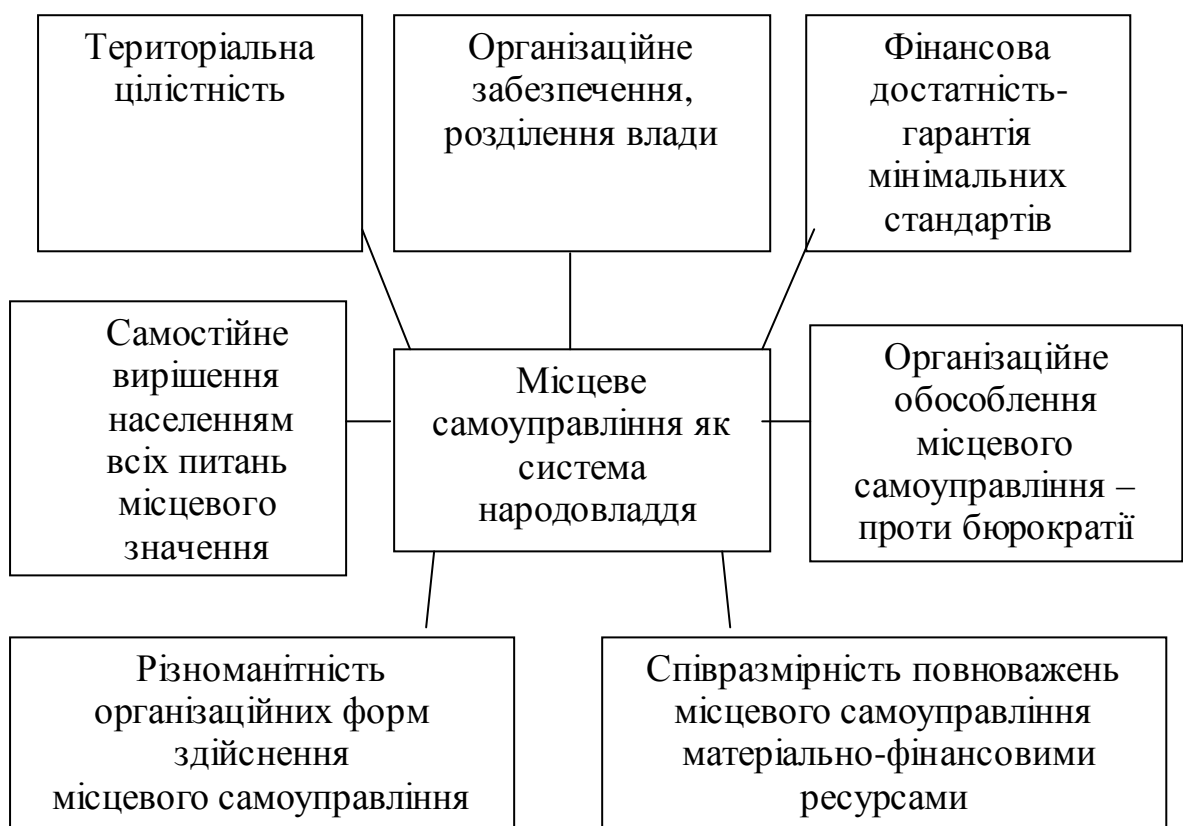 Територіальна
цілістність
Організаційне
забезпечення,
розділення влади
Фінансова
достатність-
гарантія
мінімальних
стандартів
Самостійне
вирішення
населенням
всіх питань
місцевого
значення
Місцеве
самоуправління як
система
народовладдя
Організаційне
обособлення
місцевого
самоуправління –
проти бюрократії
Різноманітність
організаційних форм
здійснення
місцевого самоуправління
Співразмірність повноважень
місцевого самоуправління
матеріально-фінансовими
ресурсами